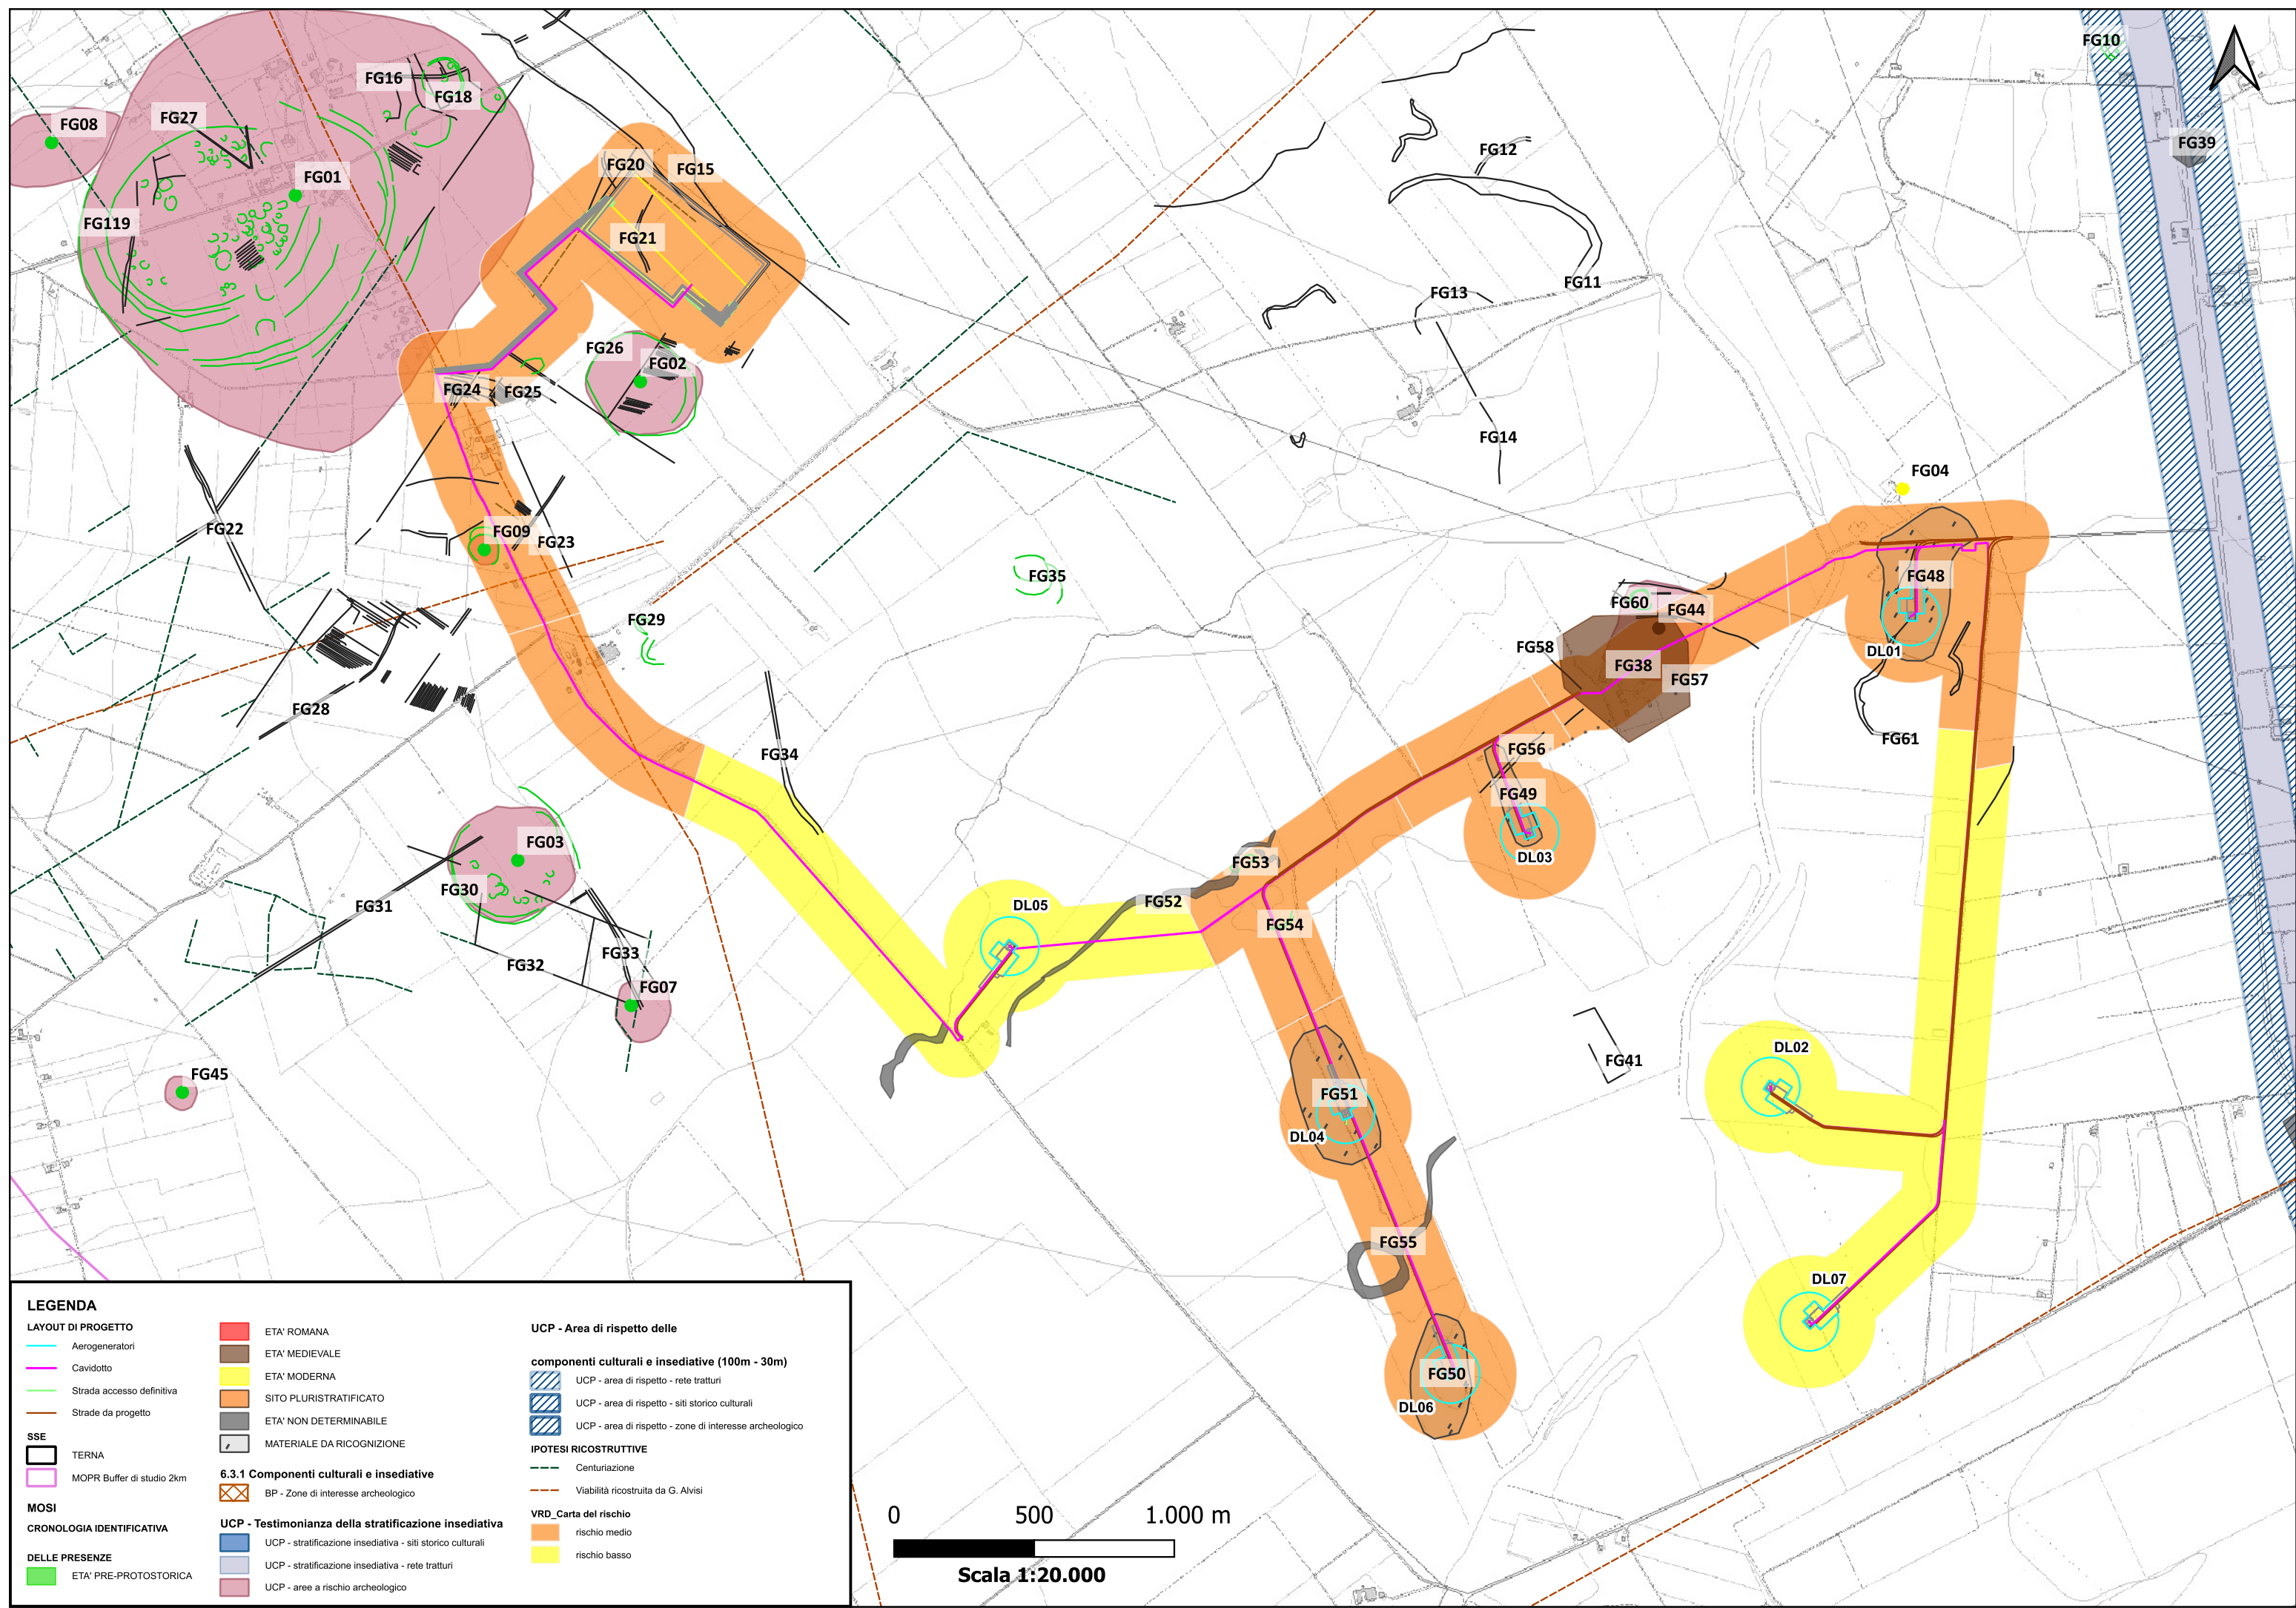 FG10
FG16
FG18
FG27
FG08
FG39
FG12
FG20
FG15
FG01
FG119
FG21
FG11
FG13
FG26
FG02
FG24
FG25
FG14
FG04
FG22
FG09
FG23
FG35
FG48
FG60
FG44
FG29
FG58
DL01
FG38
FG57
FG28
FG61
FG56
FG34
FG49
FG03
DL03
FG53
FG30
FG52
DL05
FG31
FG54
FG33
FG32
FG07
DL02
FG41
FG45
FG51
DL04
FG55
DL07
FG50
DL06
LEGENDA
LAYOUT DI PROGETTO
Aerogeneratori
Cavidotto
Strada accesso definitiva
Strade da progetto
SSE
TERNA
MOPR Buffer di studio 2km
MOSI
CRONOLOGIA IDENTIFICATIVA
DELLE PRESENZE
ETA' PRE-PROTOSTORICA
ETA' ROMANA
ETA' MEDIEVALE
ETA' MODERNA
SITO PLURISTRATIFICATO
ETA' NON DETERMINABILE
MATERIALE DA RICOGNIZIONE
6.3.1 Componenti culturali e insediative
BP - Zone di interesse archeologico
UCP - Testimonianza della stratificazione insediativa
UCP - stratificazione insediativa - siti storico culturali
UCP - stratificazione insediativa - rete tratturi
UCP - aree a rischio archeologico
UCP - Area di rispetto delle
componenti culturali e insediative (100m - 30m)
UCP - area di rispetto - rete tratturi
UCP - area di rispetto - siti storico culturali
UCP - area di rispetto - zone di interesse archeologico
IPOTESI RICOSTRUTTIVE
Centuriazione
Viabilità ricostruita da G. Alvisi
VRD_Carta del rischio
rischio medio
rischio basso
0 500 1.000 m
Scala 1:20.000